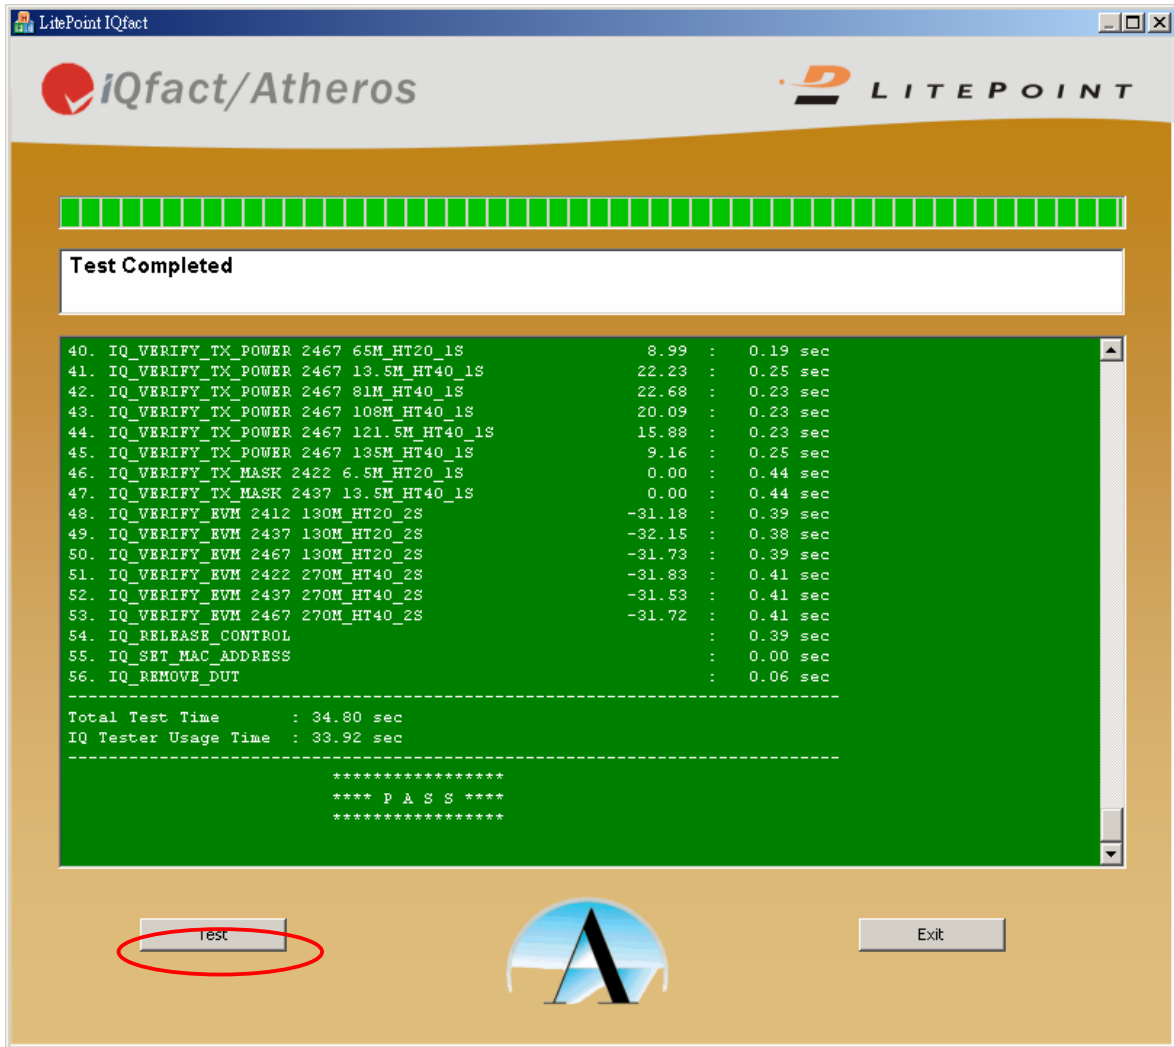 LitePoint IQfact
iQfact/Atheros
LITEPOINT
Test Completed
40. IQ_VERIFY_TX_POWER 2467 65M_HT20_1S 8.99 : 0.19 sec
41. IQ_VERIFY_TX_POWER 2467 13.5M_HT40_1S 22.23 : 0.25 sec
42. IQ_VERIFY_TX_POWER 2467 81M_HT40_1S 22.68 : 0.23 sec
43. IQ_VERIFY_TX_POWER 2467 108M_HT40_1S 20.09 : 0.23 sec
44. IQ_VERIFY_TX_POWER 2467 121.5M_HT40_1S 15.88 : 0.23 sec
45. IQ_VERIFY_TX_POWER 2467 135M_HT40_1S 9.16 : 0.25 sec
46. IQ_VERIFY_TX_MASK 2422 6.5M_HT20_1S 0.00 : 0.44 sec
47. IQ_VERIFY_TX_MASK 2437 13.5M_HT40_1S 0.00 : 0.44 sec
48. IQ_VERIFY_EVM 2412 130M_HT20_2S -31.18 : 0.39 sec
49. IQ_VERIFY_EVM 2437 130M_HT20_2S -32.15 : 0.38 sec
50. IQ_VERIFY_EVM 2467 130M_HT20_2S -31.73 : 0.39 sec
51. IQ_VERIFY_EVM 2422 270M_HT40_2S -31.83 : 0.41 sec
52. IQ_VERIFY_EVM 2437 270M_HT40_2S -31.53 : 0.41 sec
53. IQ_VERIFY_EVM 2467 270M_HT40_2S -31.72 : 0.41 sec
54. IQ_RELEASE_CONTROL : 0.39 sec
55. IQ_SET_MAC_ADDRESS : 0.00 sec
56. IQ_REMOVE_DUT : 0.06 sec
----------------------------------------------------------------------------
Total Test Time : 34.80 sec
IQ Tester Usage Time : 33.92 sec
----------------------------------------------------------------------------
*****************
**** P A S S ****
*****************
Test
Exit